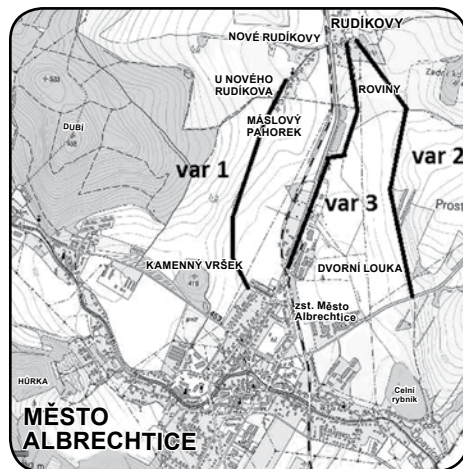 RUDÍKOVY
NOVÉ RUDÍKOVY
U NOVÉHO
RUDÍKOVA
ROVINY
MÁSLOVÝ
PAHOREK
DUBÍ
var 1
var 2
var 3
KAMENNÝ VRŠEK
DVORNÍ LOUKA
zst. Město
Albrechtice
HŮRKA
Celní
rybník
MĚSTO
ALBRECHTICE